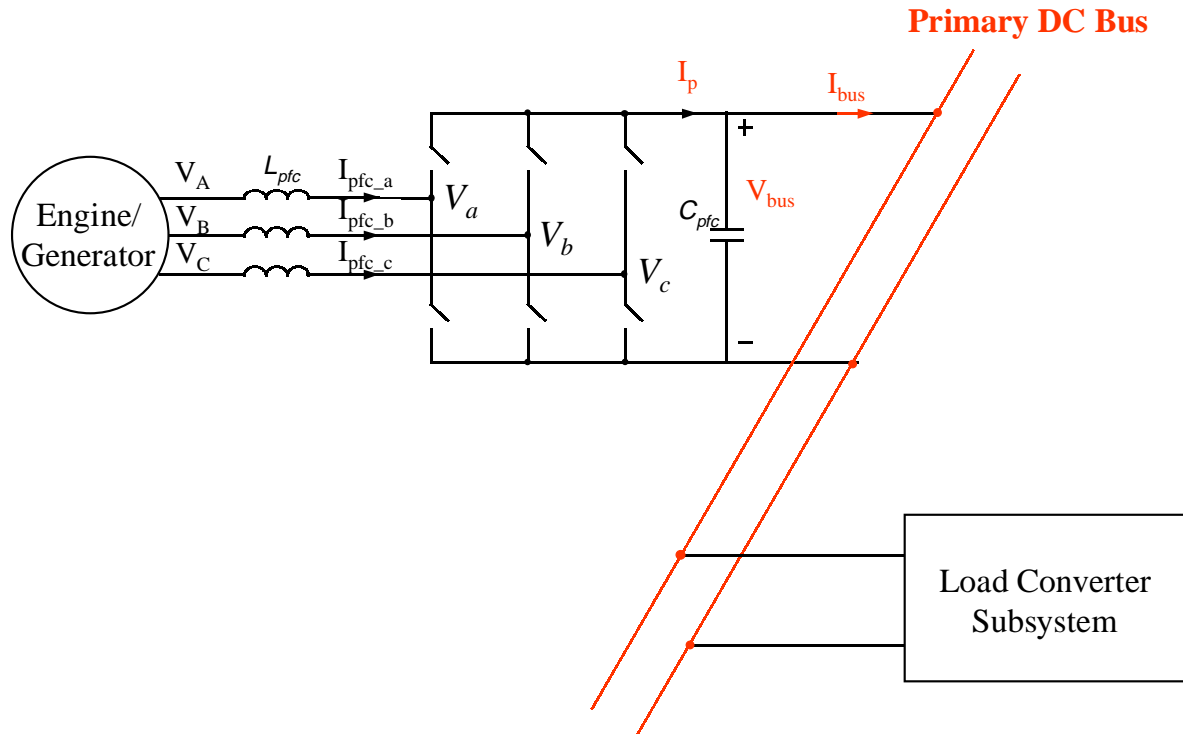 Primary DC Bus
I_p
I_bus
+
V_A
L_pfc
I_pfc_a
V_a
V_bus
Engine/
Generator
V_B
I_pfc_b
V_b
C_pfc
V_C
I_pfc_c
V_c
–
Load Converter
Subsystem